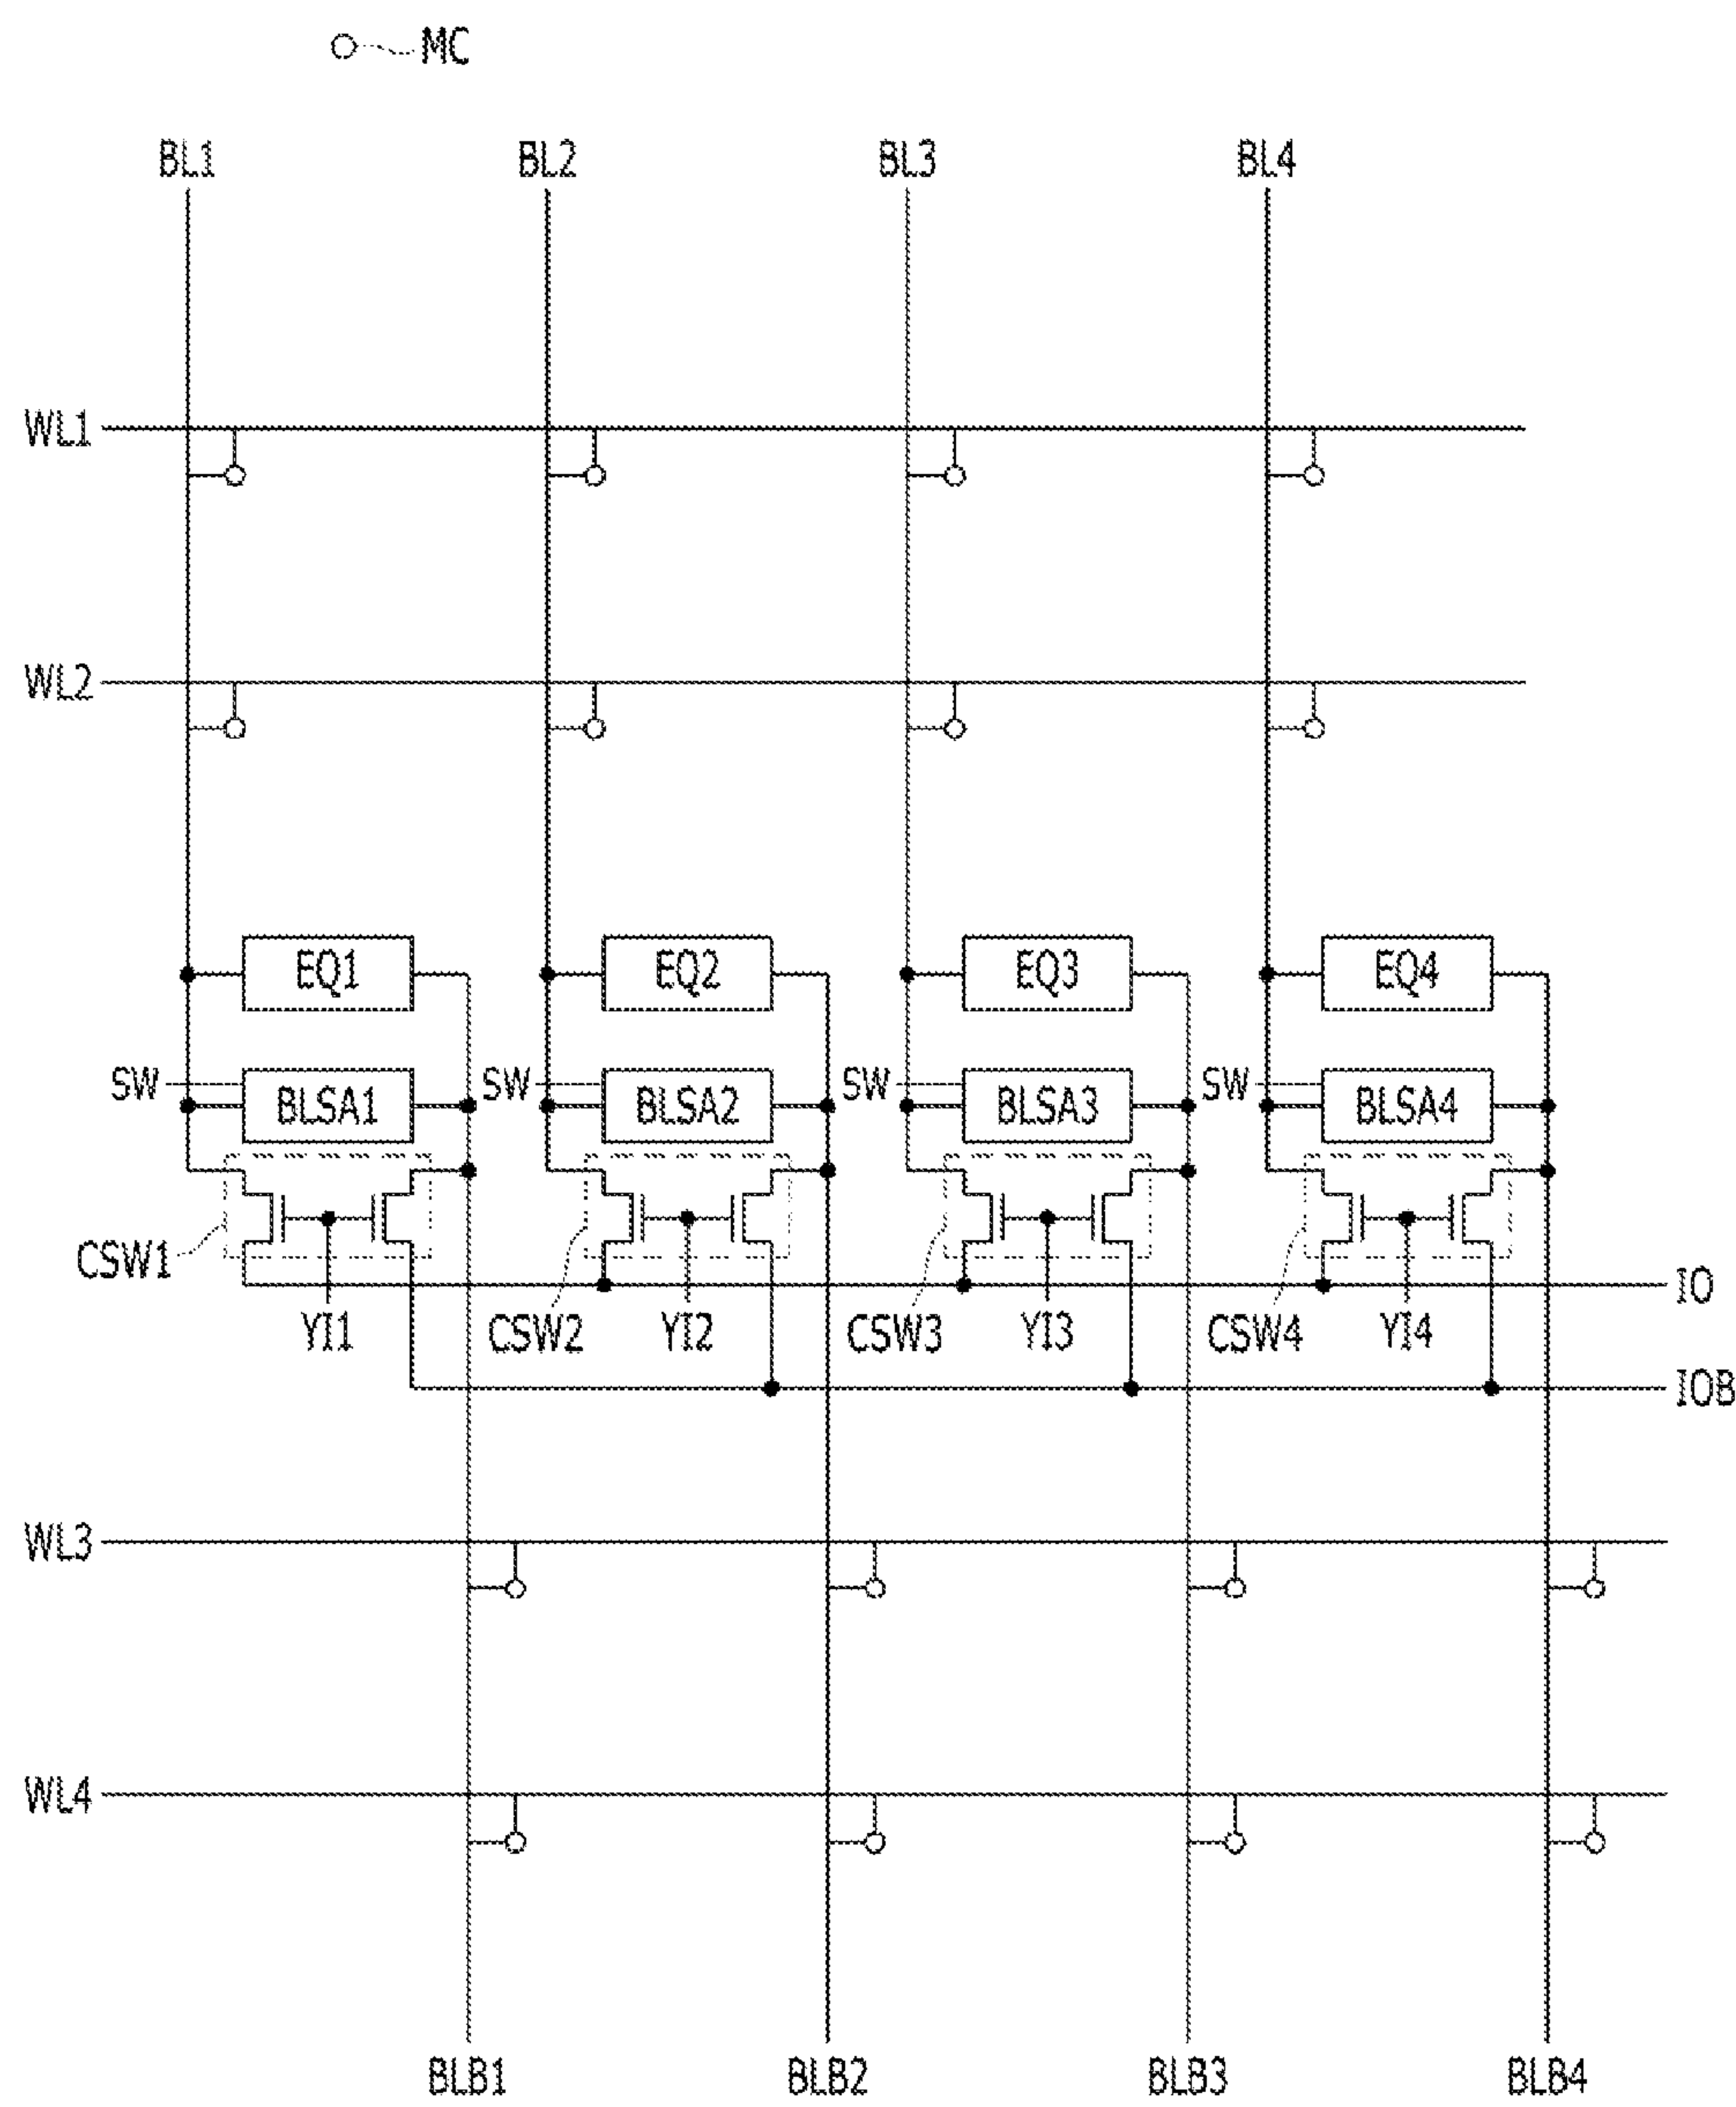 MC
BL1 BL2 BL3 BL4
WL1
WL2
EQ1 EQ2 EQ3 EQ4
SW BLSA1 SW BLSA2 SW BLSA3 SW BLSA4
CSW1
IO
YI1 CSW2 YI2 CSW3 YI3 CSW4 YI4
IOB
WL3
WL4
BLB1 BLB2 BLB3 BLB4